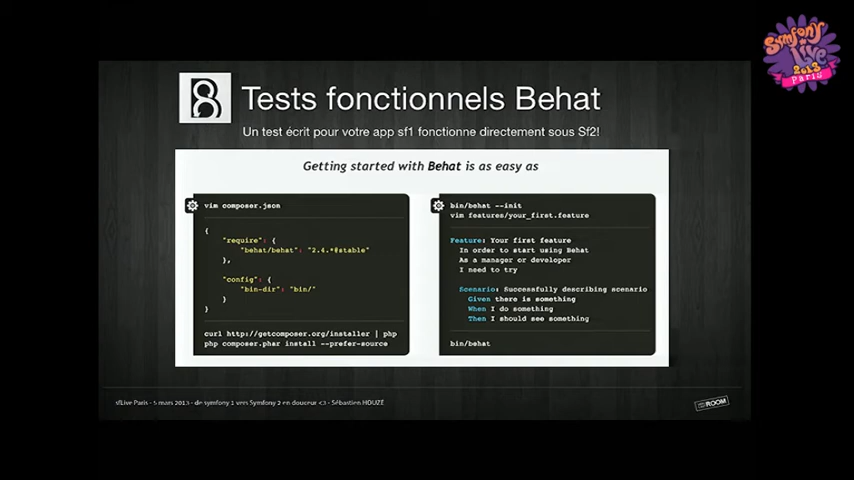 Symfony
Live
2013
Paris
Tests fonctionnels Behat
Un test écrit pour votre app sf1 fonctionne directement sous Sf2!
Getting started with Behat is as easy as
vim composer.json
{
"require": {
"behat/behat": "2.4.*@stable"
},
"config": {
"bin-dir": "bin/"
}
}
curl http://getcomposer.org/installer | php
php composer.phar install --prefer-source
bin/behat --init
vim features/your_first.feature
Feature: Your first feature
In order to start using Behat
As a manager or developer
I need to try
Scenario: Successfully describing scenario
Given there is something
When I do something
Then I should see something
bin/behat
sfLive Paris - 5 mars 2013 - de symfony 1 vers Symfony 2 en douceur <3 - Sébastien HOUZÉ
ROOM